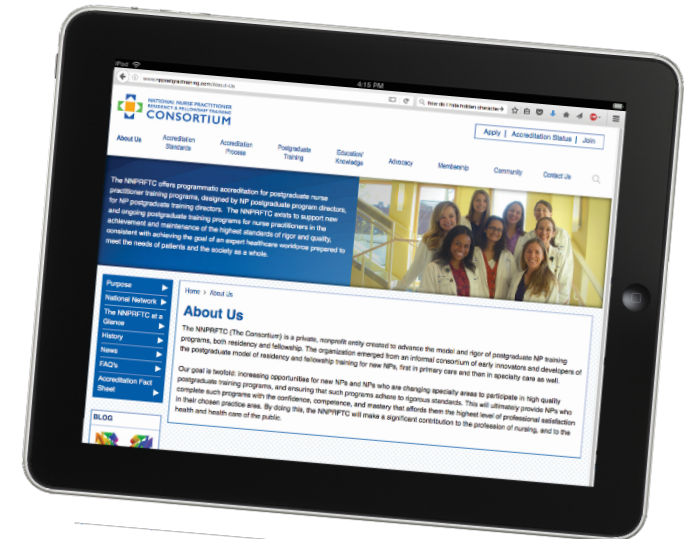 iPad
4:15 PM
how do i hide hidden character
NATIONAL NURSE PRACTITIONER
RESIDENCY & FELLOWSHIP TRAINING
CONSORTIUM
Apply | Accreditation Status | Join
About Us
Accreditation
Standards
Accreditation
Process
Postgraduate
Training
Education/
Knowledge
Advocacy
Membership
Community
Contact Us
The NNPRFTC offers programmatic accreditation for postgraduate nurse
practitioner training programs, designed by NP postgraduate program directors,
for NP postgraduate training directors. The NNPRFTC exists to support new
and ongoing postgraduate training programs for nurse practitioners in the
achievement and maintenance of the highest standards of rigor and quality,
consistent with achieving the goal of an expert healthcare workforce prepared to
meet the needs of patients and the society as a whole.
Purpose
National Network
The NNPRFTC at a
Glance
History
News
FAQ's
Accreditation Fact
Sheet
BLOG
Home > About Us
About Us
The NNPRFTC (The Consortium) is a private, nonprofit entity created to advance the model and rigor of postgraduate NP training
programs, both residency and fellowship. The organization emerged from an informal consortium of early innovators and developers of
the postgraduate model of residency and fellowship training for new NPs, first in primary care and then in specialty care as well.
Our goal is twofold: increasing opportunities for new NPs and NPs who are changing specialty areas to participate in high quality
postgraduate training programs, and ensuring that such programs adhere to rigorous standards. This will ultimately provide NPs who
complete such programs with the confidence, competence, and mastery that affords them the highest level of professional satisfaction
in their chosen practice area. By doing this, the NNPRFTC will make a significant contribution to the profession of nursing, and to the
health and health care of the public.